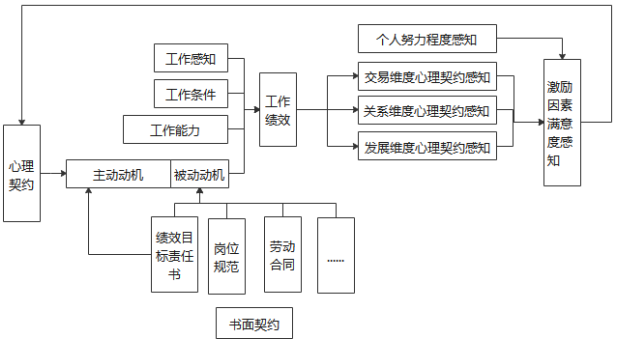 个人努力程度感知
工作感知
工作条件
工作能力
工作
绩效
交易维度心理契约感知
关系维度心理契约感知
发展维度心理契约感知
激励
因素
满意
度感
知
心理
契约
主动动机
被动动机
绩效目
标责任
书
岗位
规范
劳动
合同
......
书面契约